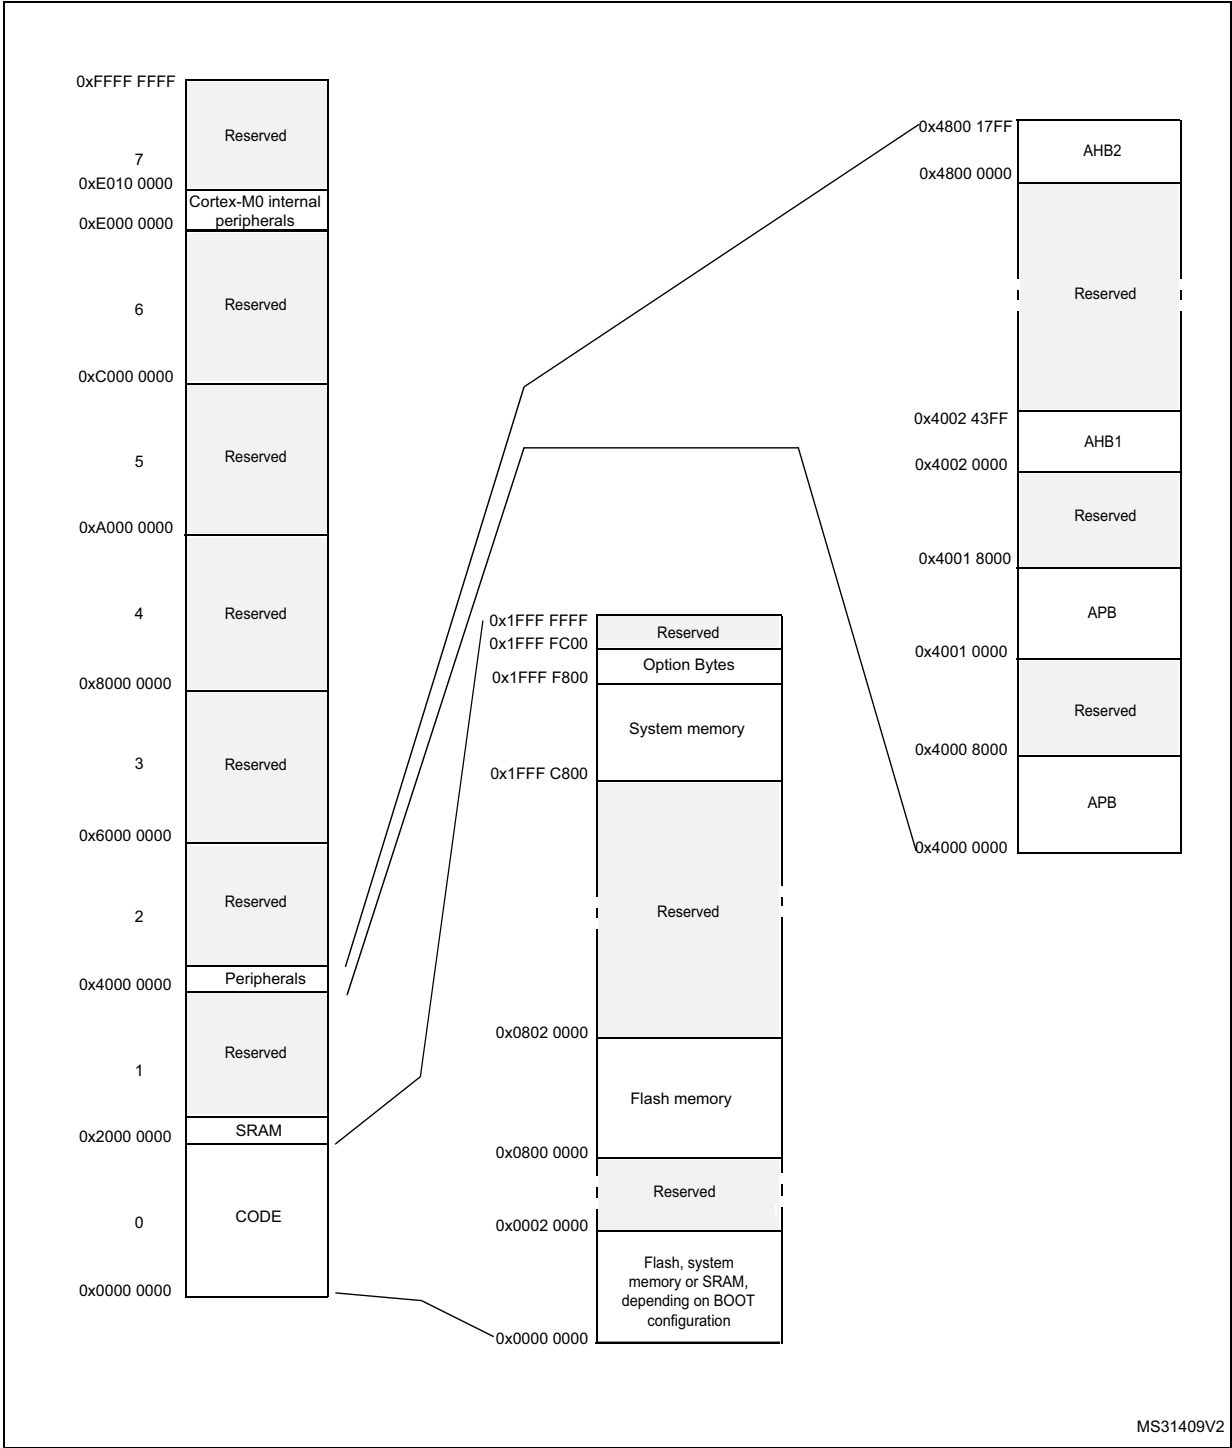 0xFFFF FFFF
Reserved
7
0xE010 0000
Cortex-M0 internal
peripherals
0xE000 0000
Reserved
6
0xC000 0000
Reserved
5
0xA000 0000
Reserved
4
0x8000 0000
Reserved
3
0x6000 0000
Reserved
2
Peripherals
0x4000 0000
Reserved
1
SRAM
0x2000 0000
CODE
0
0x0000 0000
0x1FFF FFFF
Reserved
0x1FFF FC00
Option Bytes
0x1FFF F800
System memory
0x1FFF C800
Reserved
0x0802 0000
Flash memory
0x0800 0000
Reserved
0x0002 0000
Flash, system
memory or SRAM,
depending on BOOT
configuration
0x0000 0000
0x4800 17FF
AHB2
0x4800 0000
Reserved
0x4002 43FF
AHB1
0x4002 0000
Reserved
0x4001 8000
APB
0x4001 0000
Reserved
0x4000 8000
APB
0x4000 0000
MS31409V2